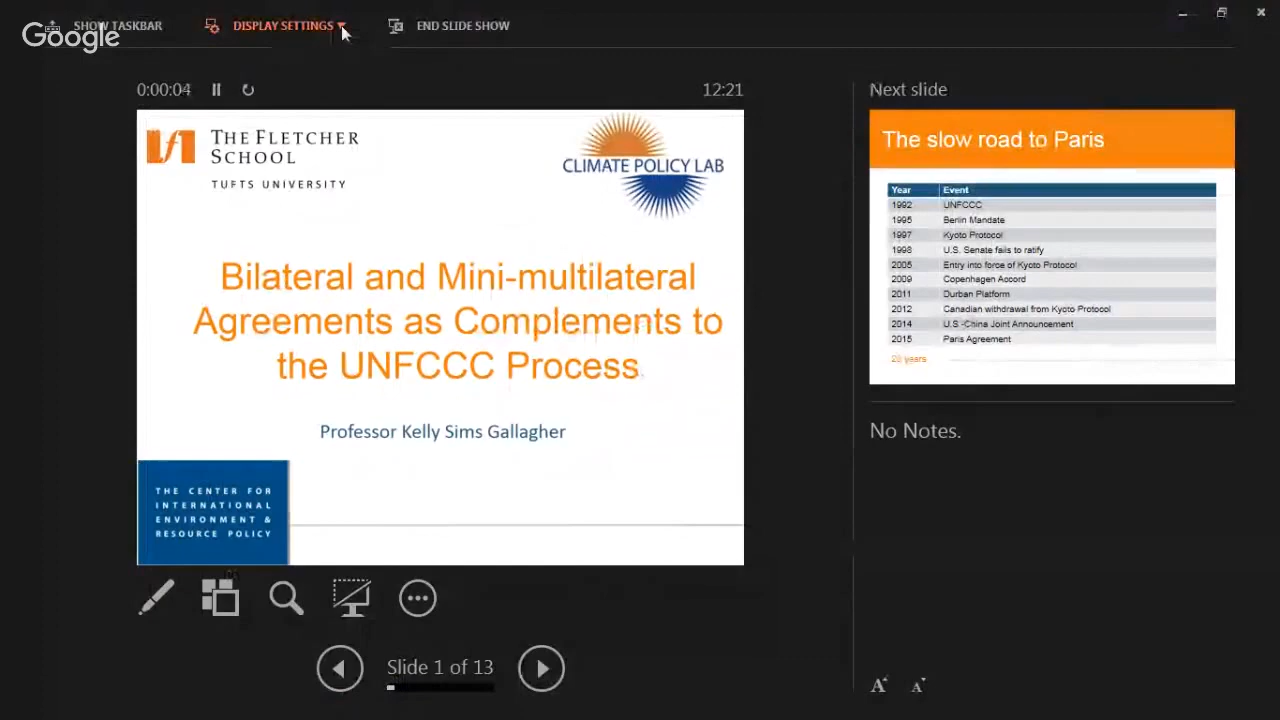 SHOW TASKBAR
DISPLAY SETTINGS
END SLIDE SHOW
Google
0:00:04
12:21
THE FLETCHER
SCHOOL
TUFTS UNIVERSITY
CLIMATE POLICY LAB
Bilateral and Mini-multilateral
Agreements as Complements to
the UNFCCC Process
Professor Kelly Sims Gallagher
THE CENTER FOR
INTERNATIONAL
ENVIRONMENT &
RESOURCE POLICY
Slide 1 of 13
Next slide
The slow road to Paris
Year Event
1992 UNFCCC
1995 Berlin Mandate
1997 Kyoto Protocol
1998 U.S. Senate fails to ratify
2005 Entry into force of Kyoto Protocol
2009 Copenhagen Accord
2011 Durban Platform
2012 Canadian withdrawal from Kyoto Protocol
2014 U.S -China Joint Announcement
2015 Paris Agreement
years
No Notes.
A A